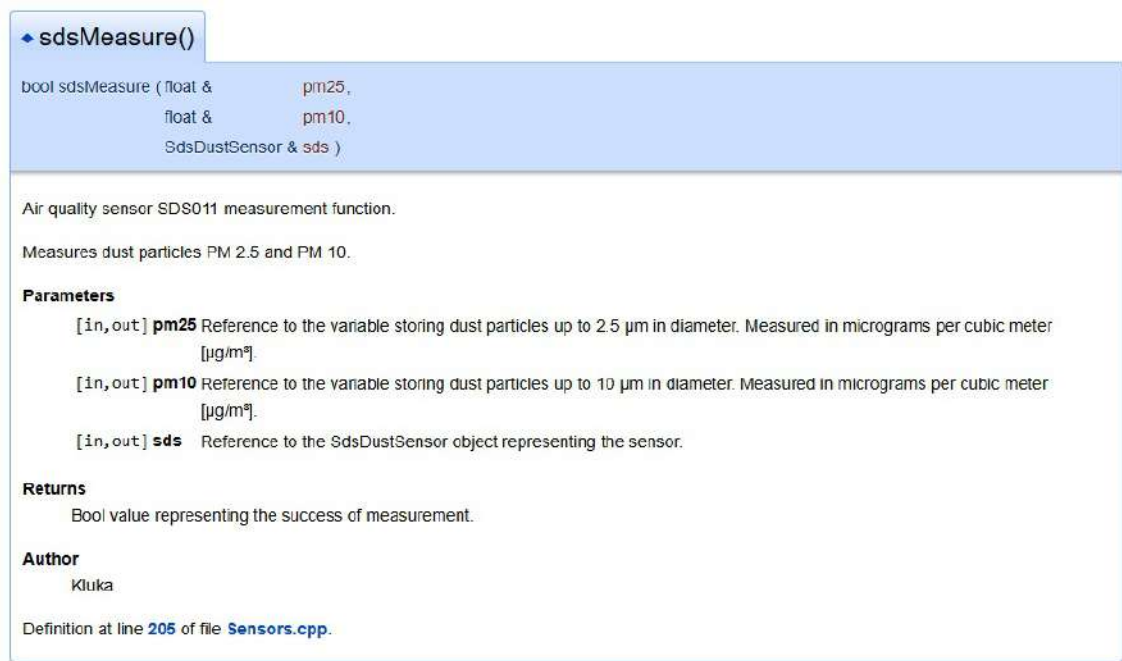 sdsMeasure()
bool sdsMeasure ( float & pm25,
float & pm10,
SdsDustSensor & sds )
Air quality sensor SDS011 measurement function.
Measures dust particles PM 2.5 and PM 10.
Parameters
[in,out] pm25 Reference to the variable storing dust particles up to 2.5 µm in diameter. Measured in micrograms per cubic meter
[µg/m³].
[in,out] pm10 Reference to the variable storing dust particles up to 10 µm in diameter. Measured in micrograms per cubic meter
[µg/m³].
[in,out] sds Reference to the SdsDustSensor object representing the sensor.
Returns
Bool value representing the success of measurement.
Author
Kluka
Definition at line 205 of file Sensors.cpp.